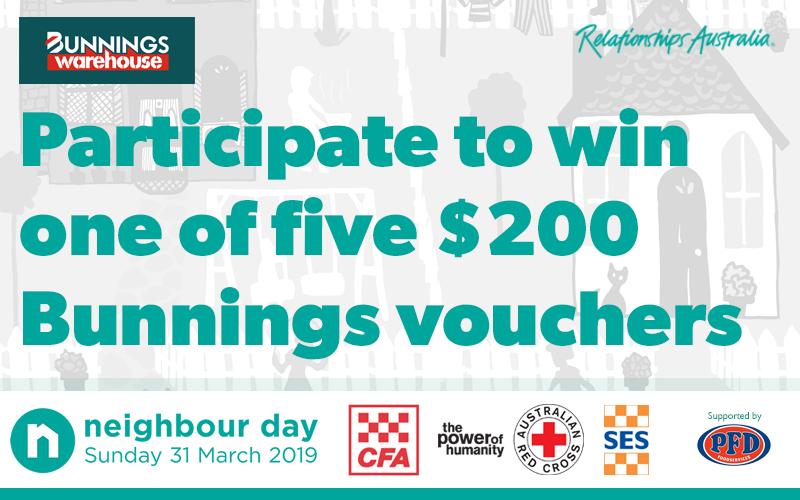 BUNNINGS
warehouse
Relationships Australia.
Participate to win
one of five $200
Bunnings vouchers
neighbour day
Sunday 31 March 2019
CFA
the
power of
humanity
AUSTRALIAN
RED CROSS
SES
Supported by
PFD
FOODSERVICES